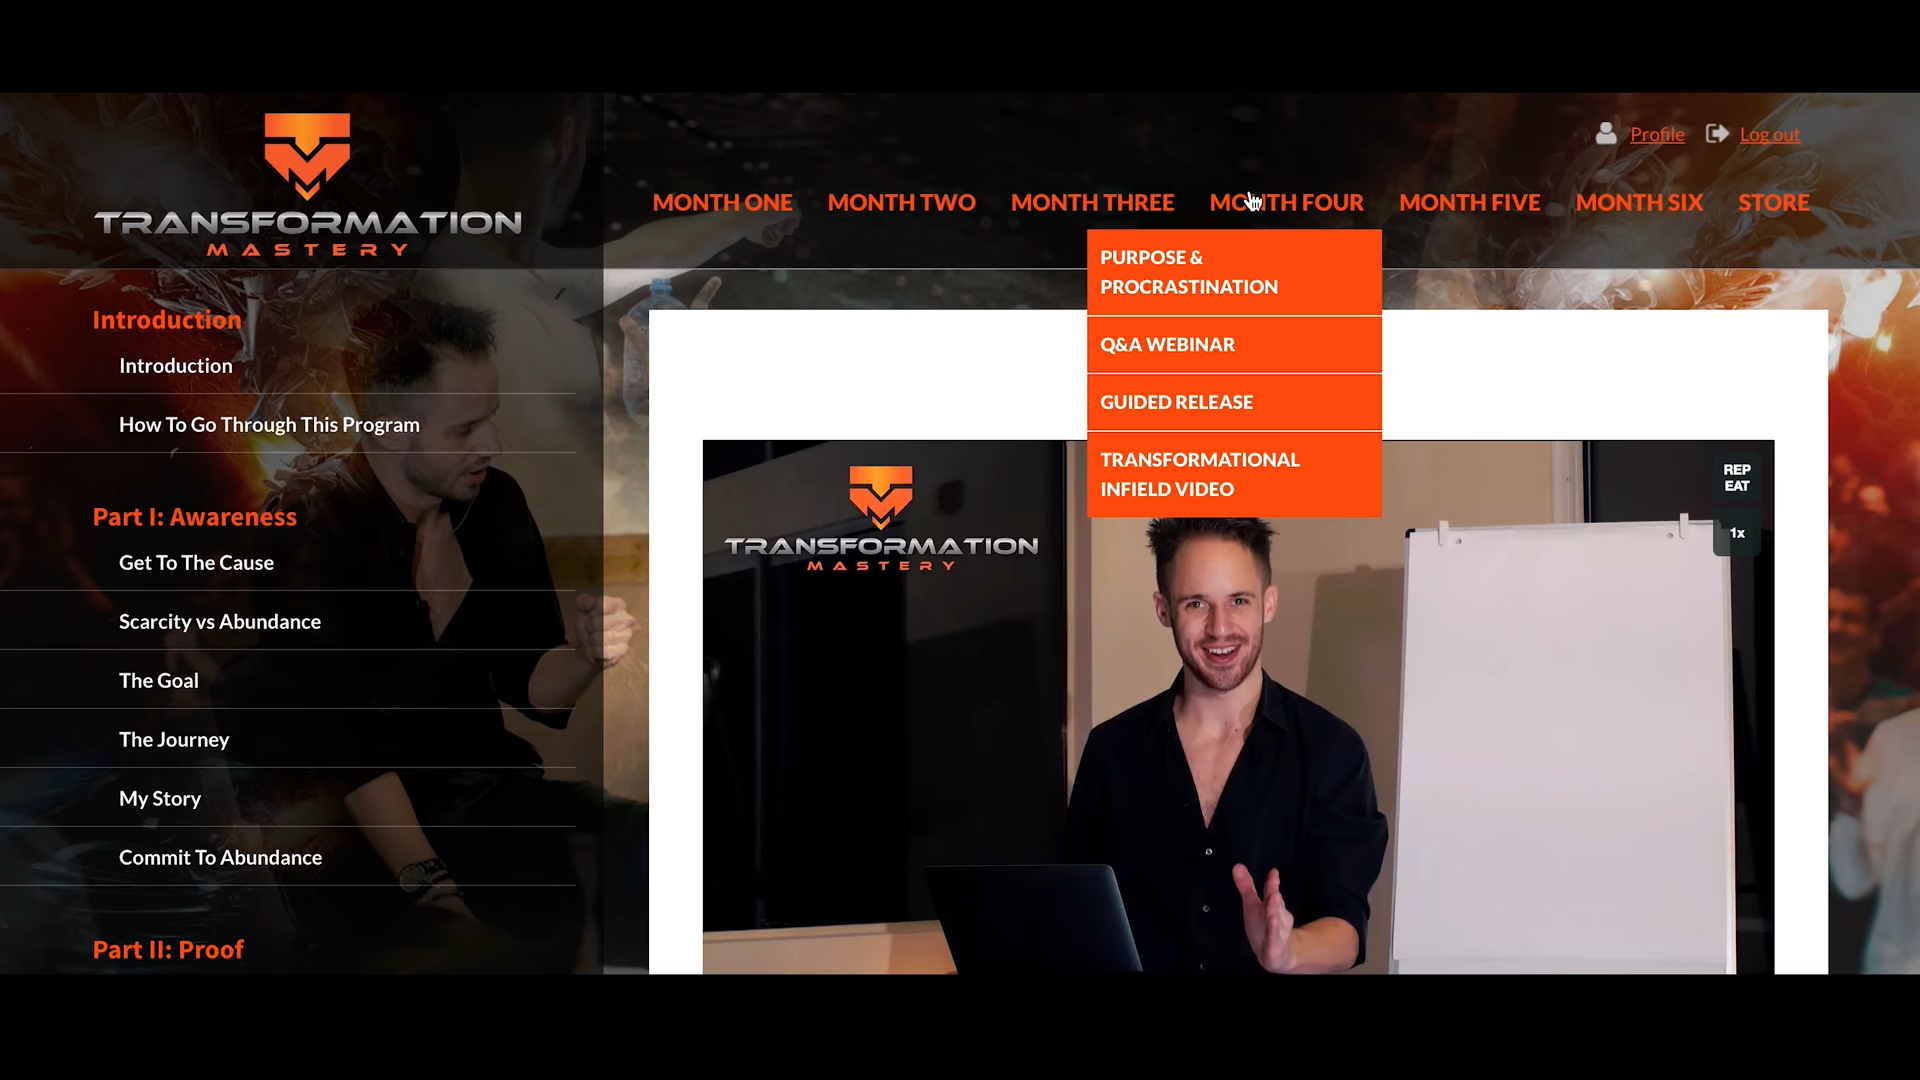 TRANSFORMATION
MASTERY
Profile
Log out
MONTH ONE
MONTH TWO
MONTH THREE
MONTH FOUR
MONTH FIVE
MONTH SIX
STORE
PURPOSE &
PROCRASTINATION
Q&A WEBINAR
GUIDED RELEASE
TRANSFORMATIONAL
INFIELD VIDEO
Introduction
Introduction
How To Go Through This Program
Part I: Awareness
Get To The Cause
Scarcity vs Abundance
The Goal
The Journey
My Story
Commit To Abundance
Part II: Proof
TRANSFORMATION
MASTERY
REP
EAT
1x